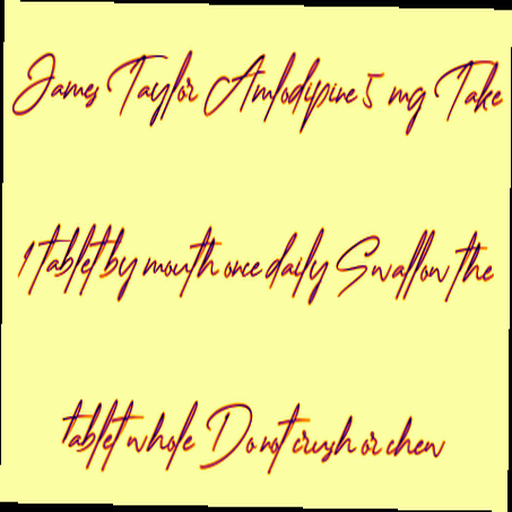 James Taylor Amlodipine 5 mg Take
1 tablet by mouth once daily Swallow the
tablet whole Do not crush or chew